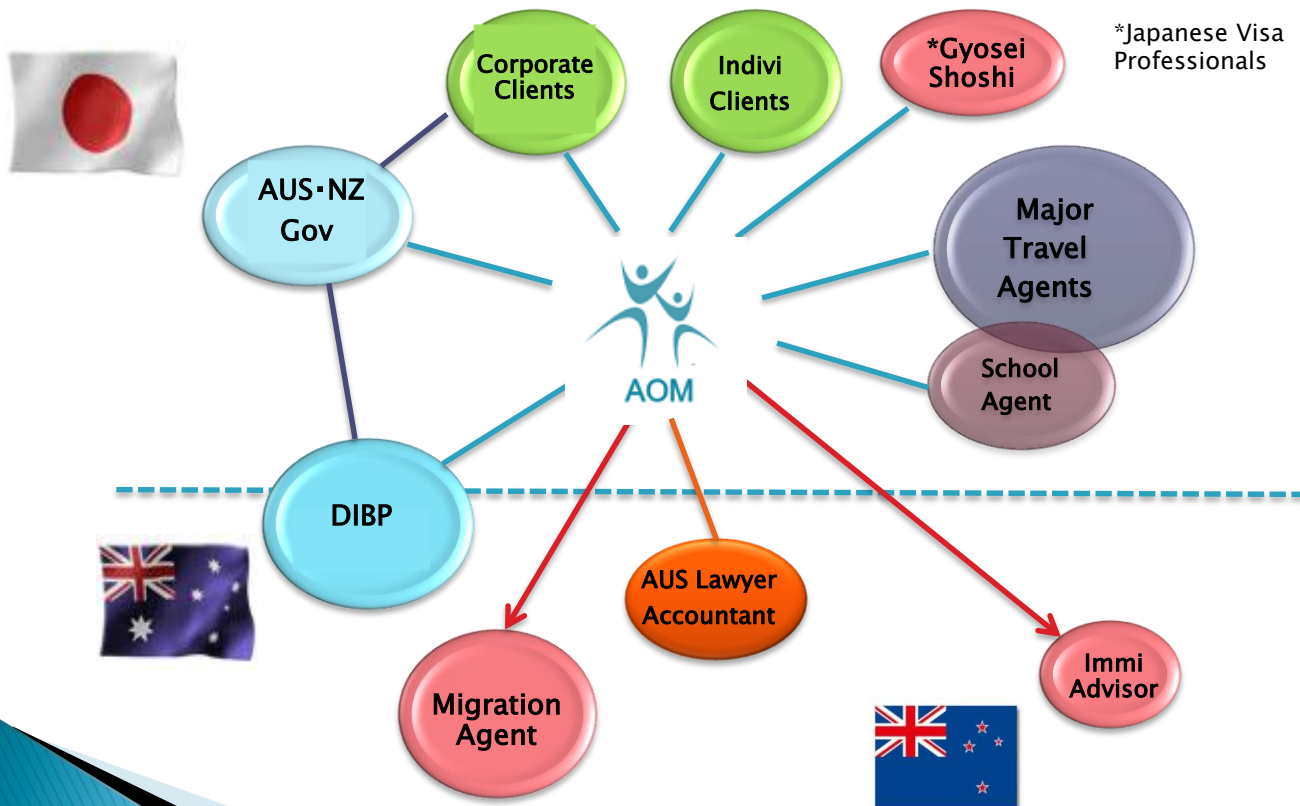 Corporate
Clients
Indivi
Clients
*Gyosei
Shoshi
*Japanese Visa
Professionals
AUS・NZ
Gov
Major
Travel
Agents
School
Agent
AOM
DIBP
AUS Lawyer
Accountant
Migration
Agent
Immi
Advisor